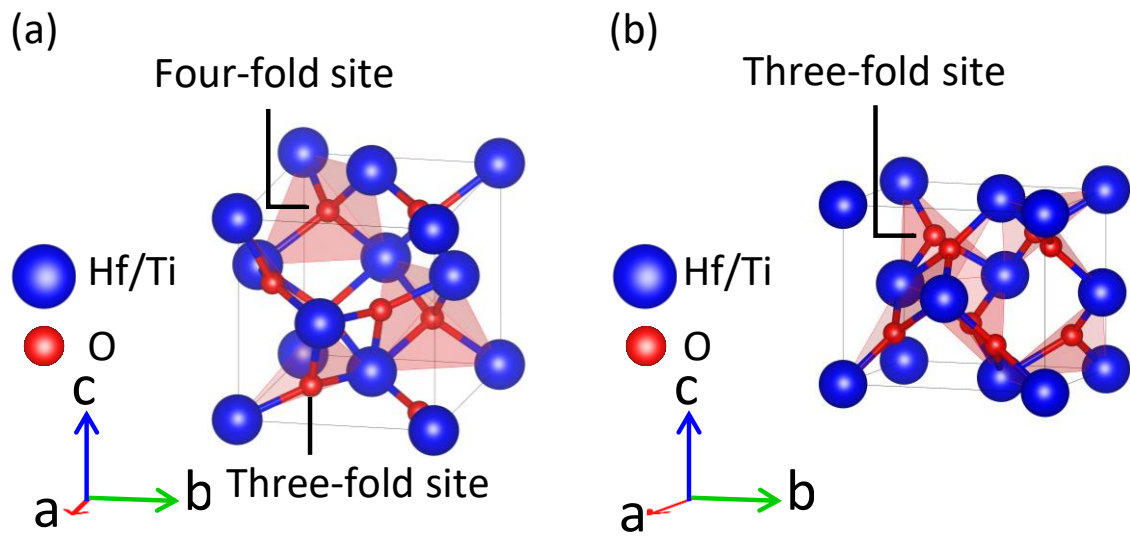 (a)
Four-fold site
Hf/Ti
O
c
b
a
Three-fold site
(b)
Three-fold site
Hf/Ti
O
c
b
a